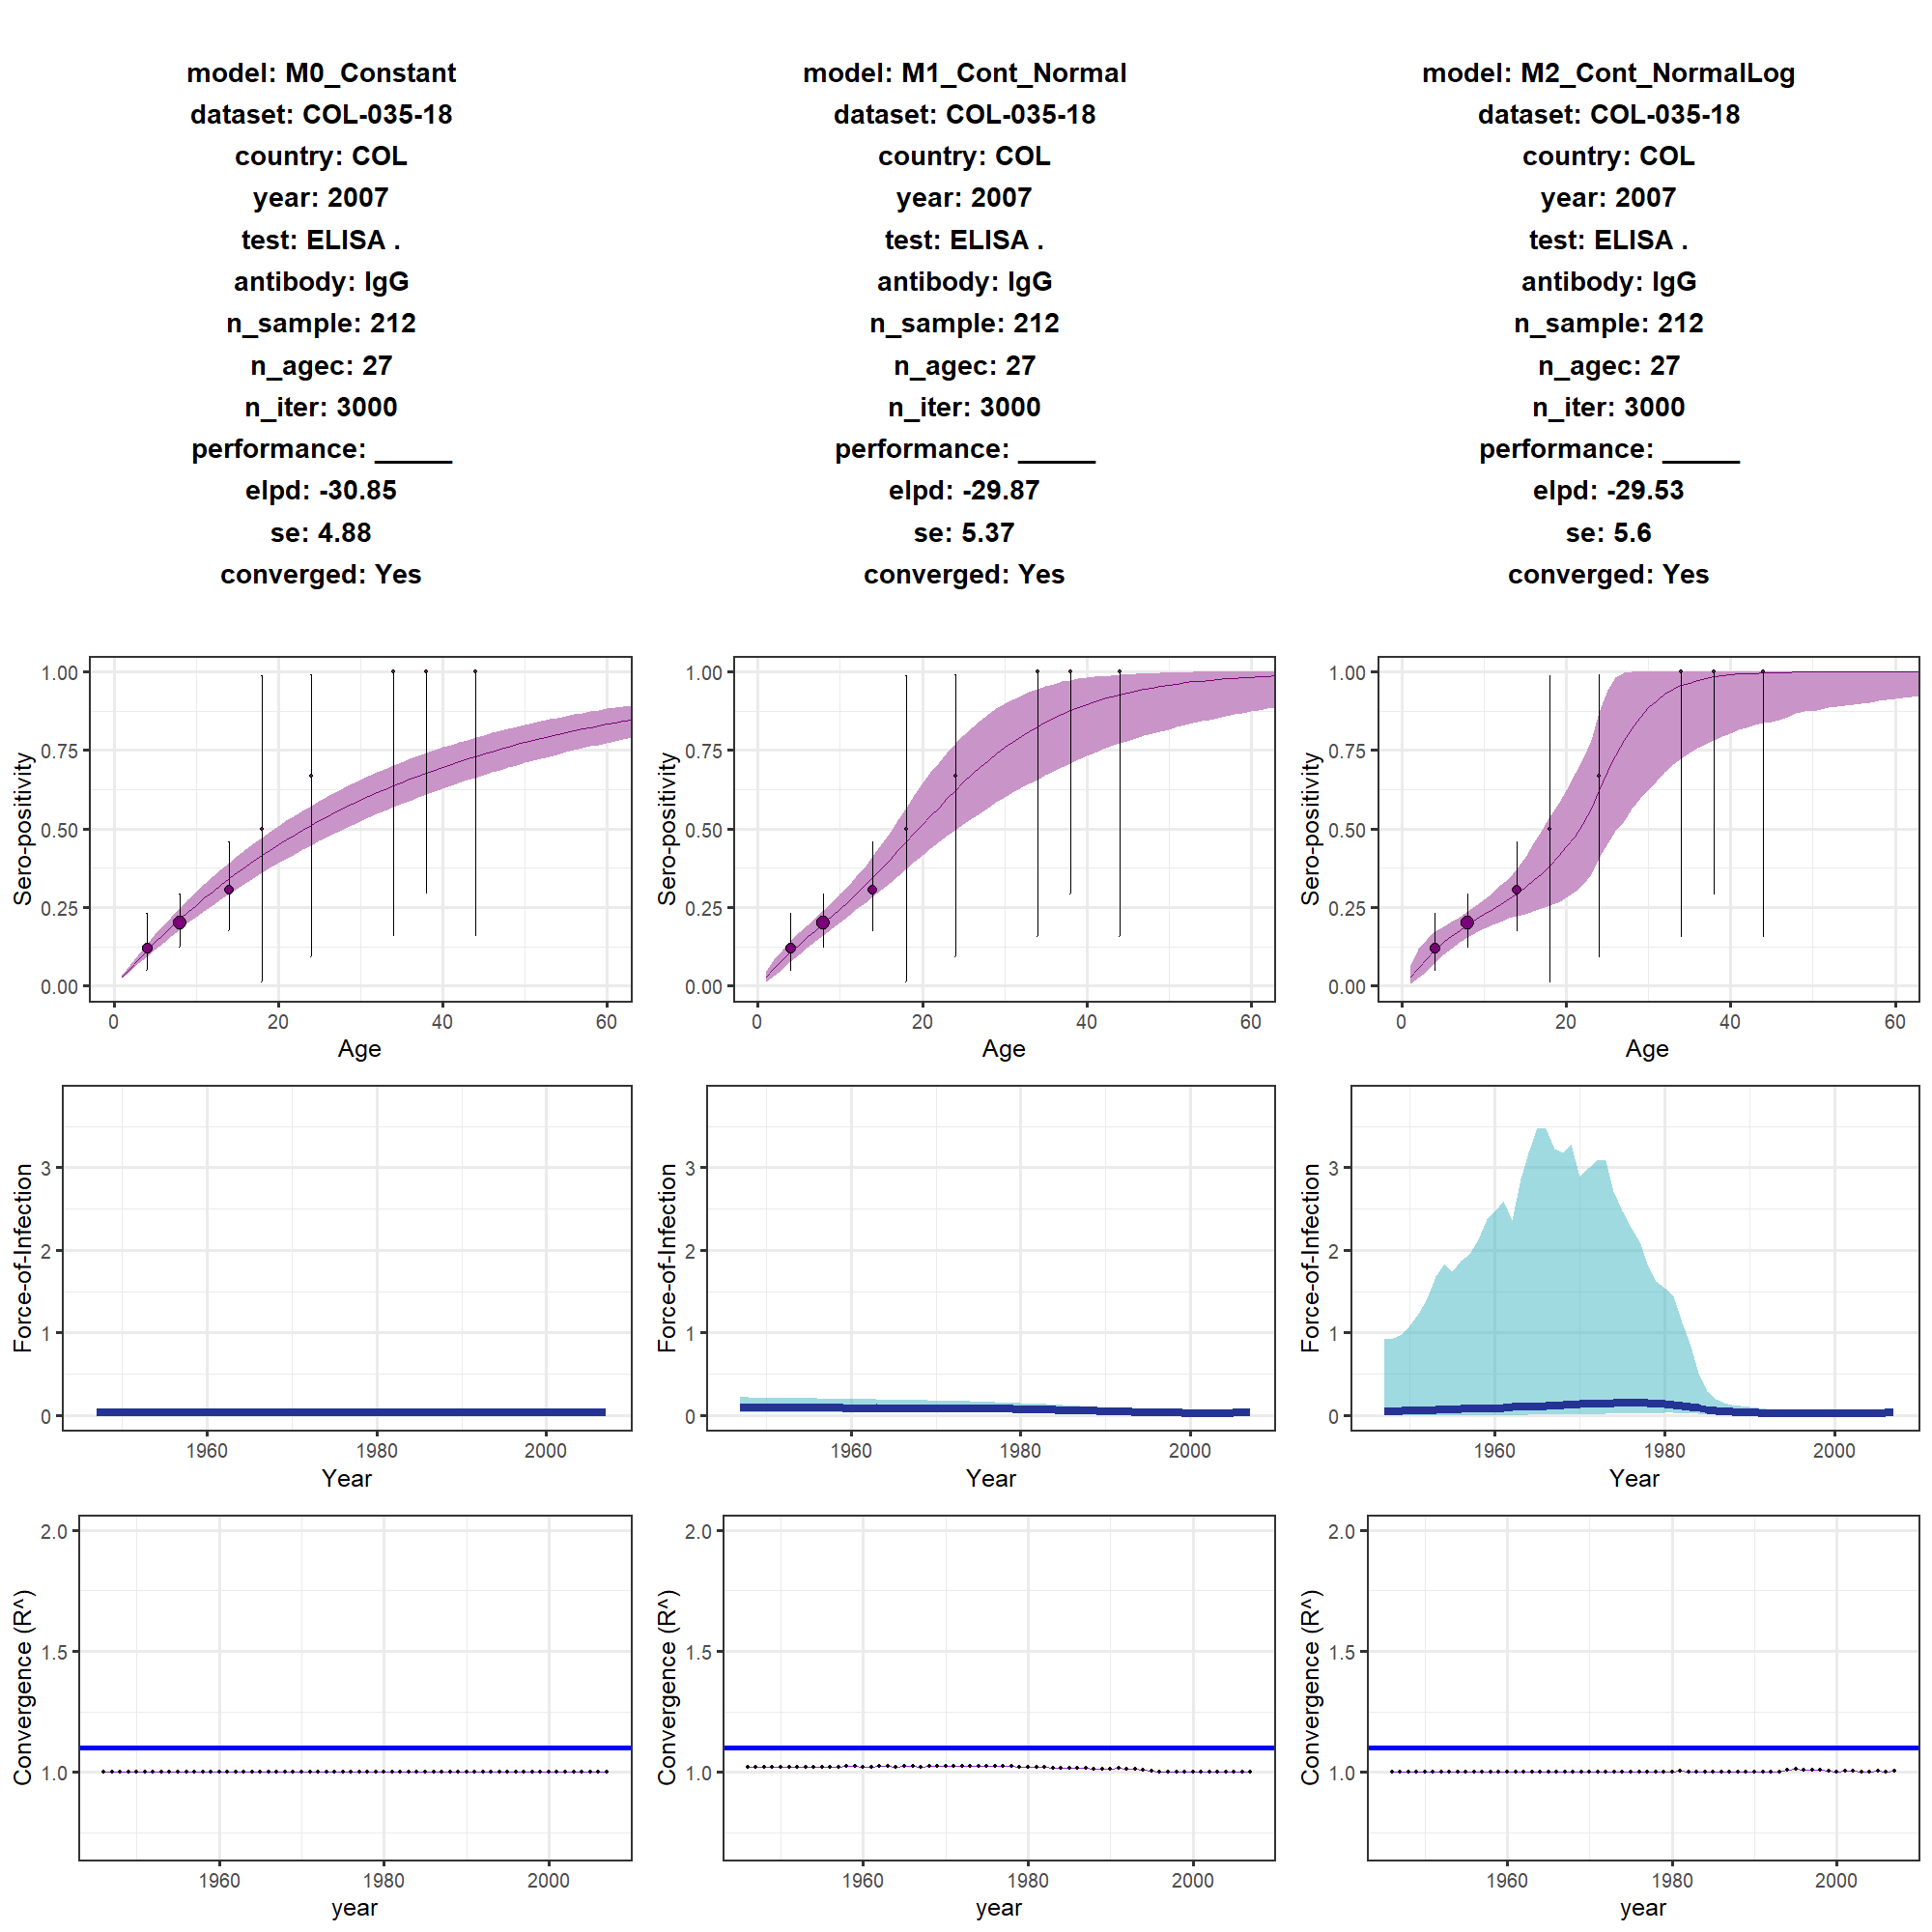 model: M0_Constant
dataset: COL-035-18
country: COL
year: 2007
test: ELISA .
antibody: IgG
n_sample: 212
n_agec: 27
n_iter: 3000
performance: _____
elpd: -30.85
se: 4.88
converged: Yes
model: M1_Cont_Normal
dataset: COL-035-18
country: COL
year: 2007
test: ELISA .
antibody: IgG
n_sample: 212
n_agec: 27
n_iter: 3000
performance: _____
elpd: -29.87
se: 5.37
converged: Yes
model: M2_Cont_NormalLog
dataset: COL-035-18
country: COL
year: 2007
test: ELISA .
antibody: IgG
n_sample: 212
n_agec: 27
n_iter: 3000
performance: _____
elpd: -29.53
se: 5.6
converged: Yes
Sero-positivity
1.00
0.75
0.50
0.25
0.00
0 20 40 60
Age
Sero-positivity
1.00
0.75
0.50
0.25
0.00
0 20 40 60
Age
Sero-positivity
1.00
0.75
0.50
0.25
0.00
0 20 40 60
Age
Force-of-Infection
3
2
1
0
1960 1980 2000
Year
Force-of-Infection
3
2
1
0
1960 1980 2000
Year
Force-of-Infection
3
2
1
0
1960 1980 2000
Year
Convergence (R^)
2.0
1.5
1.0
1960 1980 2000
year
Convergence (R^)
2.0
1.5
1.0
1960 1980 2000
year
Convergence (R^)
2.0
1.5
1.0
1960 1980 2000
year